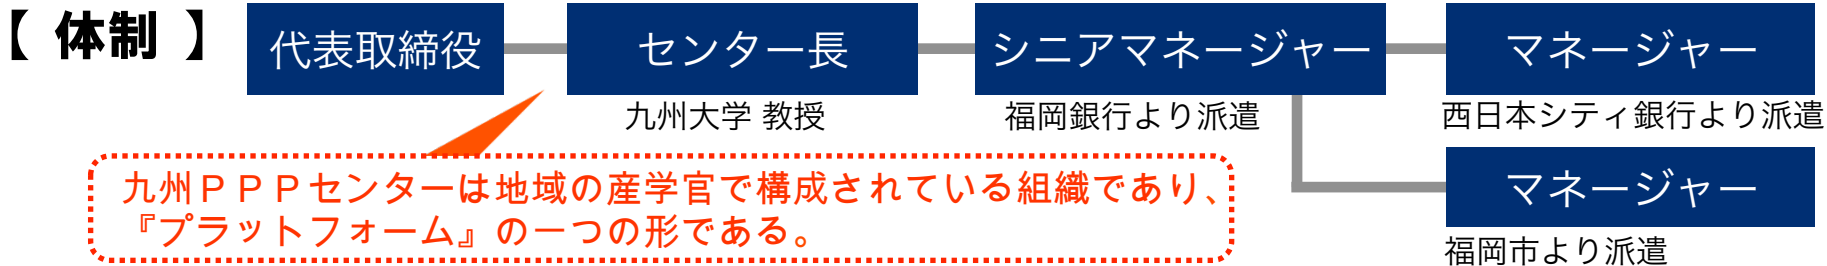 【 体制 】
代表取締役
センター長
シニアマネージャー
マネージャー
九州大学 教授
福岡銀行より派遣
西日本シティ銀行より派遣
九州ＰＰＰセンターは地域の産学官で構成されている組織であり、
『プラットフォーム』の一つの形である。
マネージャー
福岡市より派遣